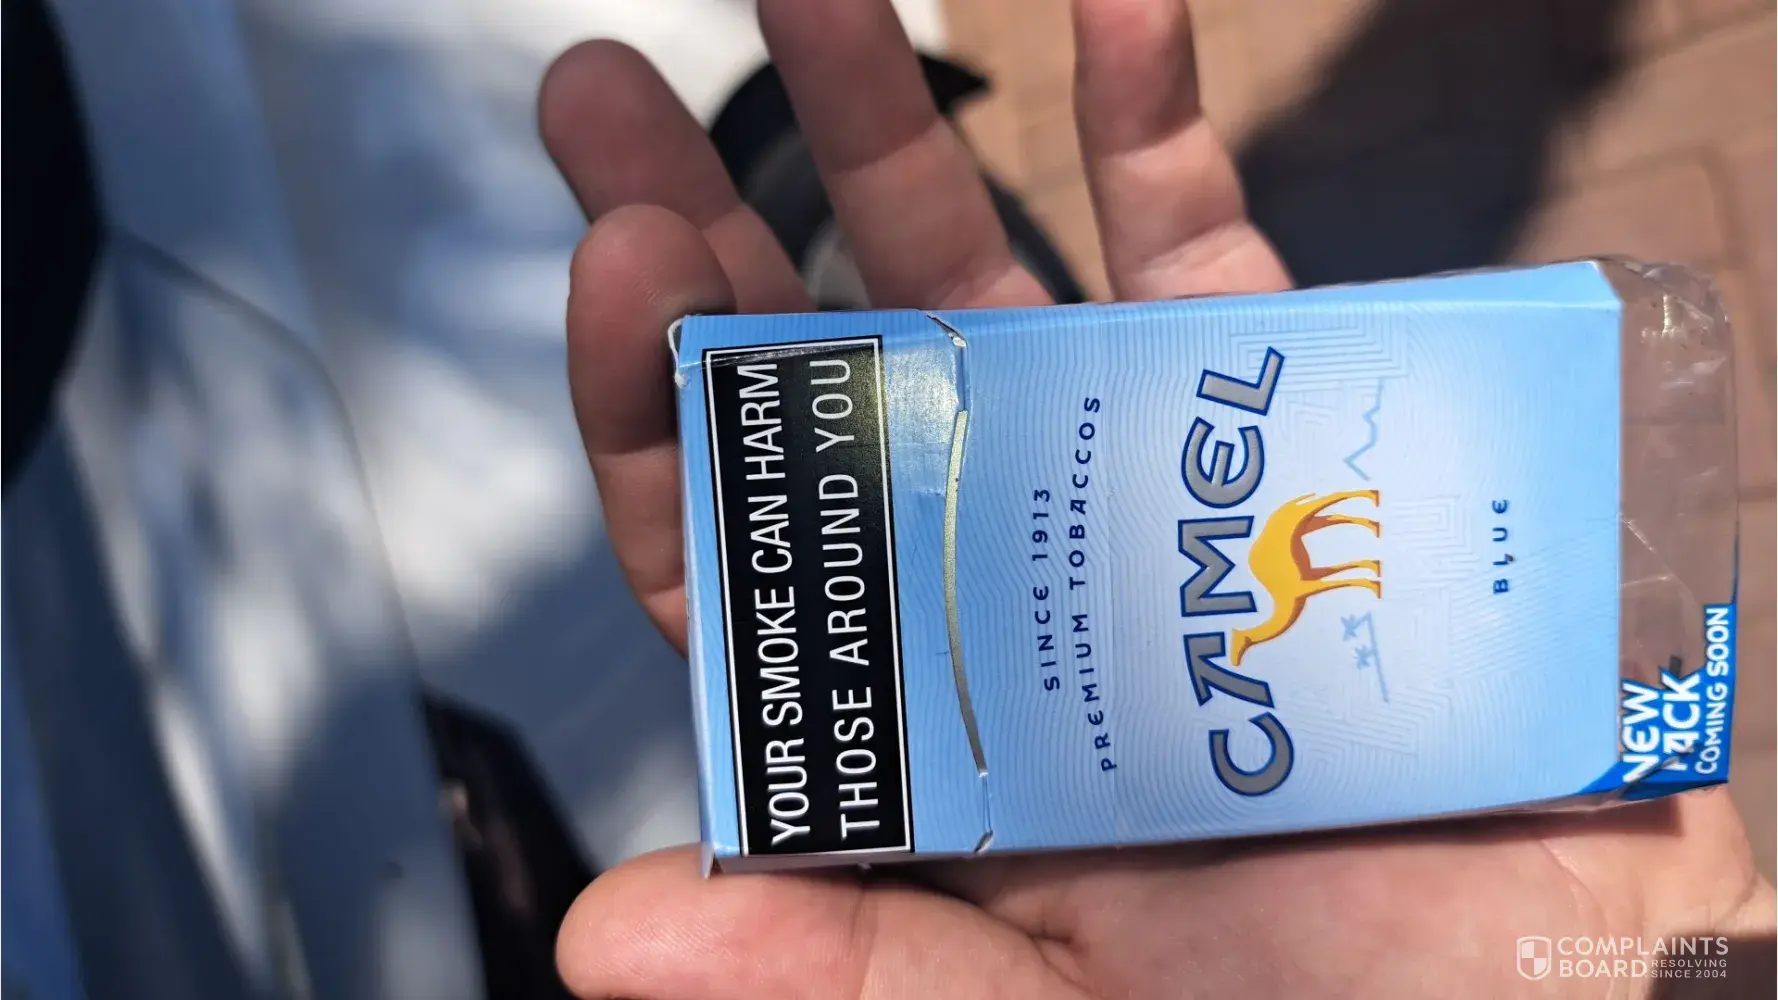 YOUR SMOKE CAN HARM
THOSE AROUND YOU
SINCE 1913
PREMIUM TOBACCOS
CAMEL
BLUE
NEW
PACK
COMING SOON
COMPLAINTS
BOARD RESOLVING
SINCE 2004